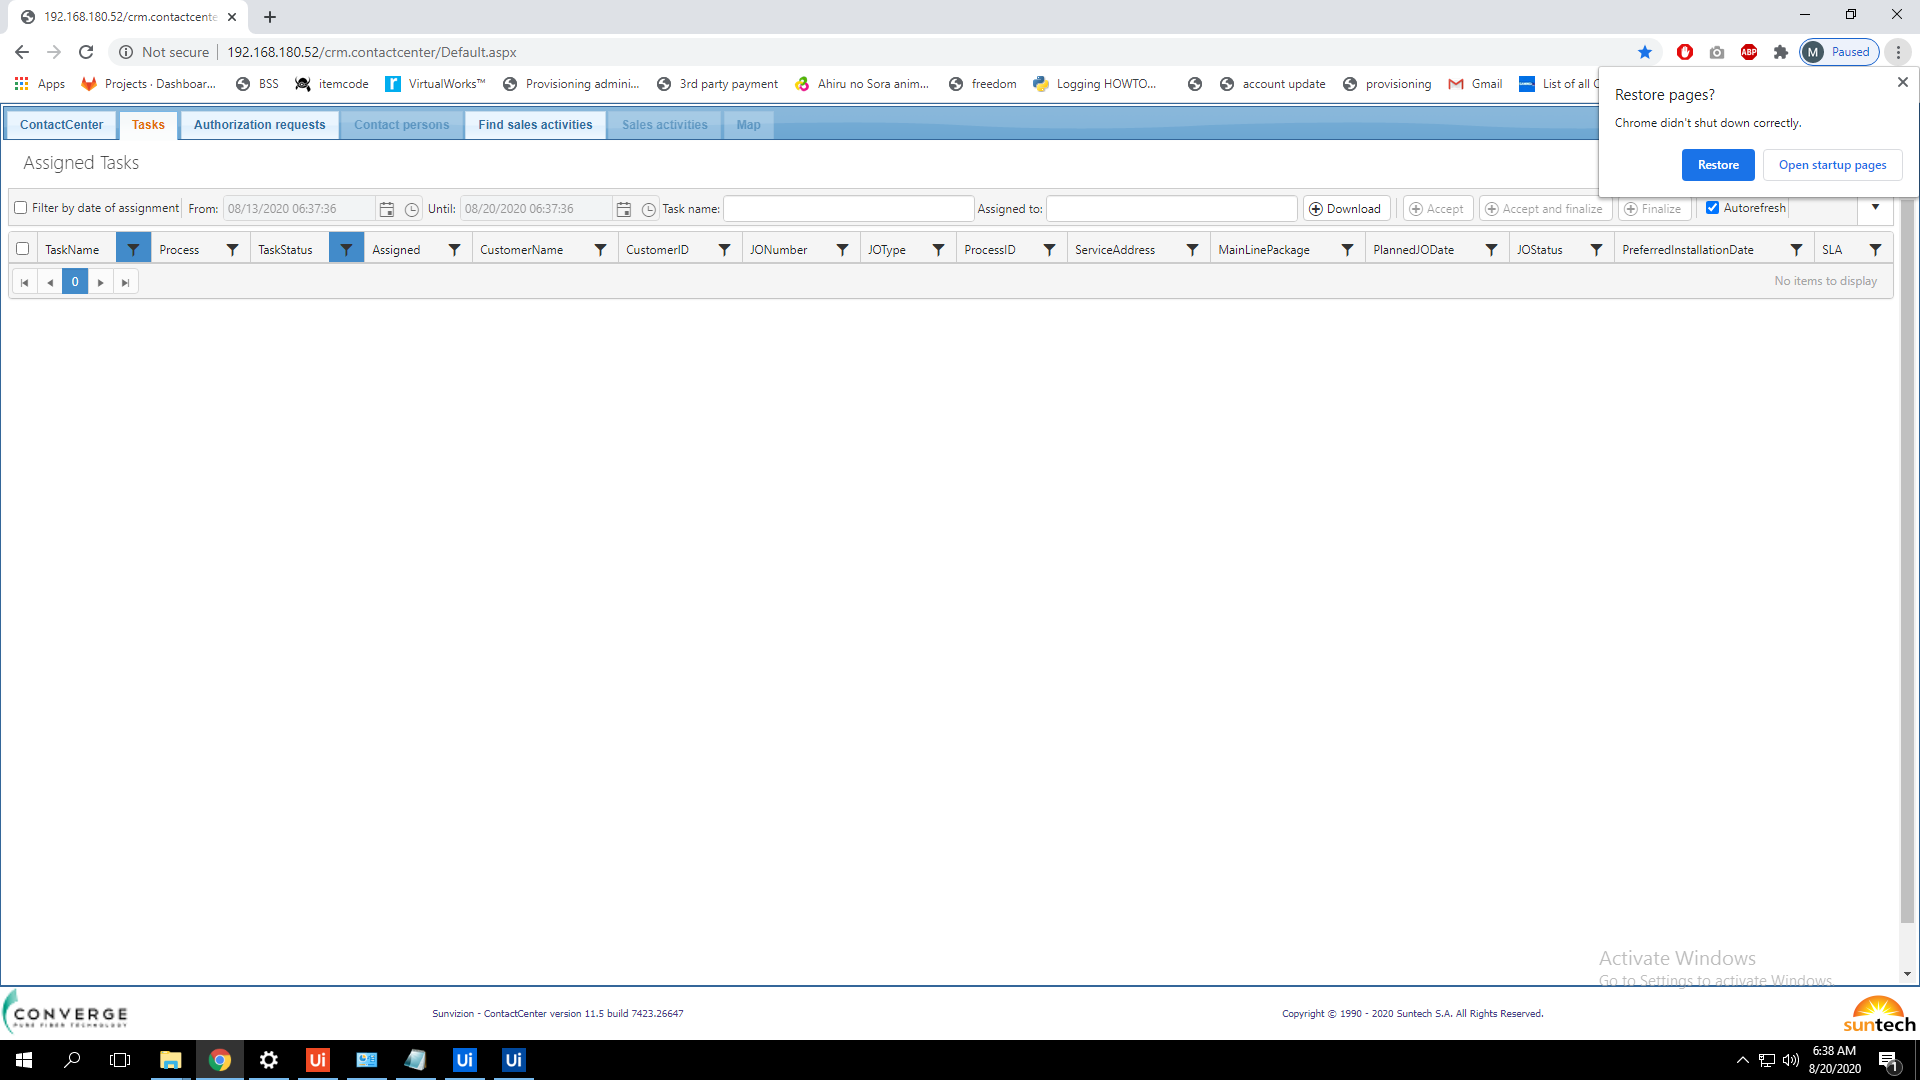 192.168.180.52/crm.contactcente
Not secure 192.168.180.52/crm.contactcenter/Default.aspx
ABP M Paused
Apps Projects · Dashboar... BSS itemcode VirtualWorks™ Provisioning admini... 3rd party payment Ahiru no Sora anim... freedom Logging HOWTO... account update provisioning Gmail List of all
Restore pages?
Chrome didn't shut down correctly.
Restore Open startup pages
ContactCenter Tasks Authorization requests Contact persons Find sales activities Sales activities Map
Assigned Tasks
Filter by date of assignment From: 08/13/2020 06:37:36 Until: 08/20/2020 06:37:36 Task name: Assigned to: Download Accept Accept and finalize Finalize Autorefresh
TaskName Process TaskStatus Assigned CustomerName CustomerID JONumber JOType ProcessID ServiceAddress MainLinePackage PlannedJODate JOStatus PreferredInstallationDate SLA
0 No items to display
Activate Windows
Go to Settings to activate Windows.
CONVERGE
PURE FIBER TECHNOLOGY
Sunvizion - ContactCenter version 11.5 build 7423.26647
Copyright © 1990 - 2020 Suntech S.A. All Rights Reserved.
suntech
Ui Ui Ui
6:38 AM
8/20/2020
1